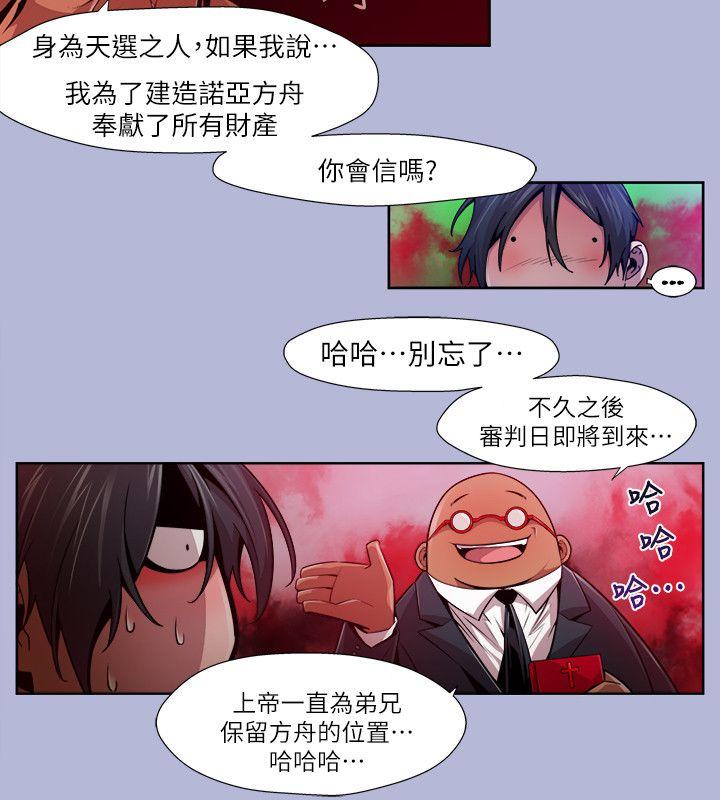 身為天選之人，如果我說⋯
我為了建造諾亞方舟
奉獻了所有財產
你會信嗎？
⋯⋯
哈哈⋯別忘了⋯
不久之後
審判日即將到來⋯
哈
哈
哈⋯
上帝一直為弟兄
保留方舟的位置⋯
哈哈哈⋯